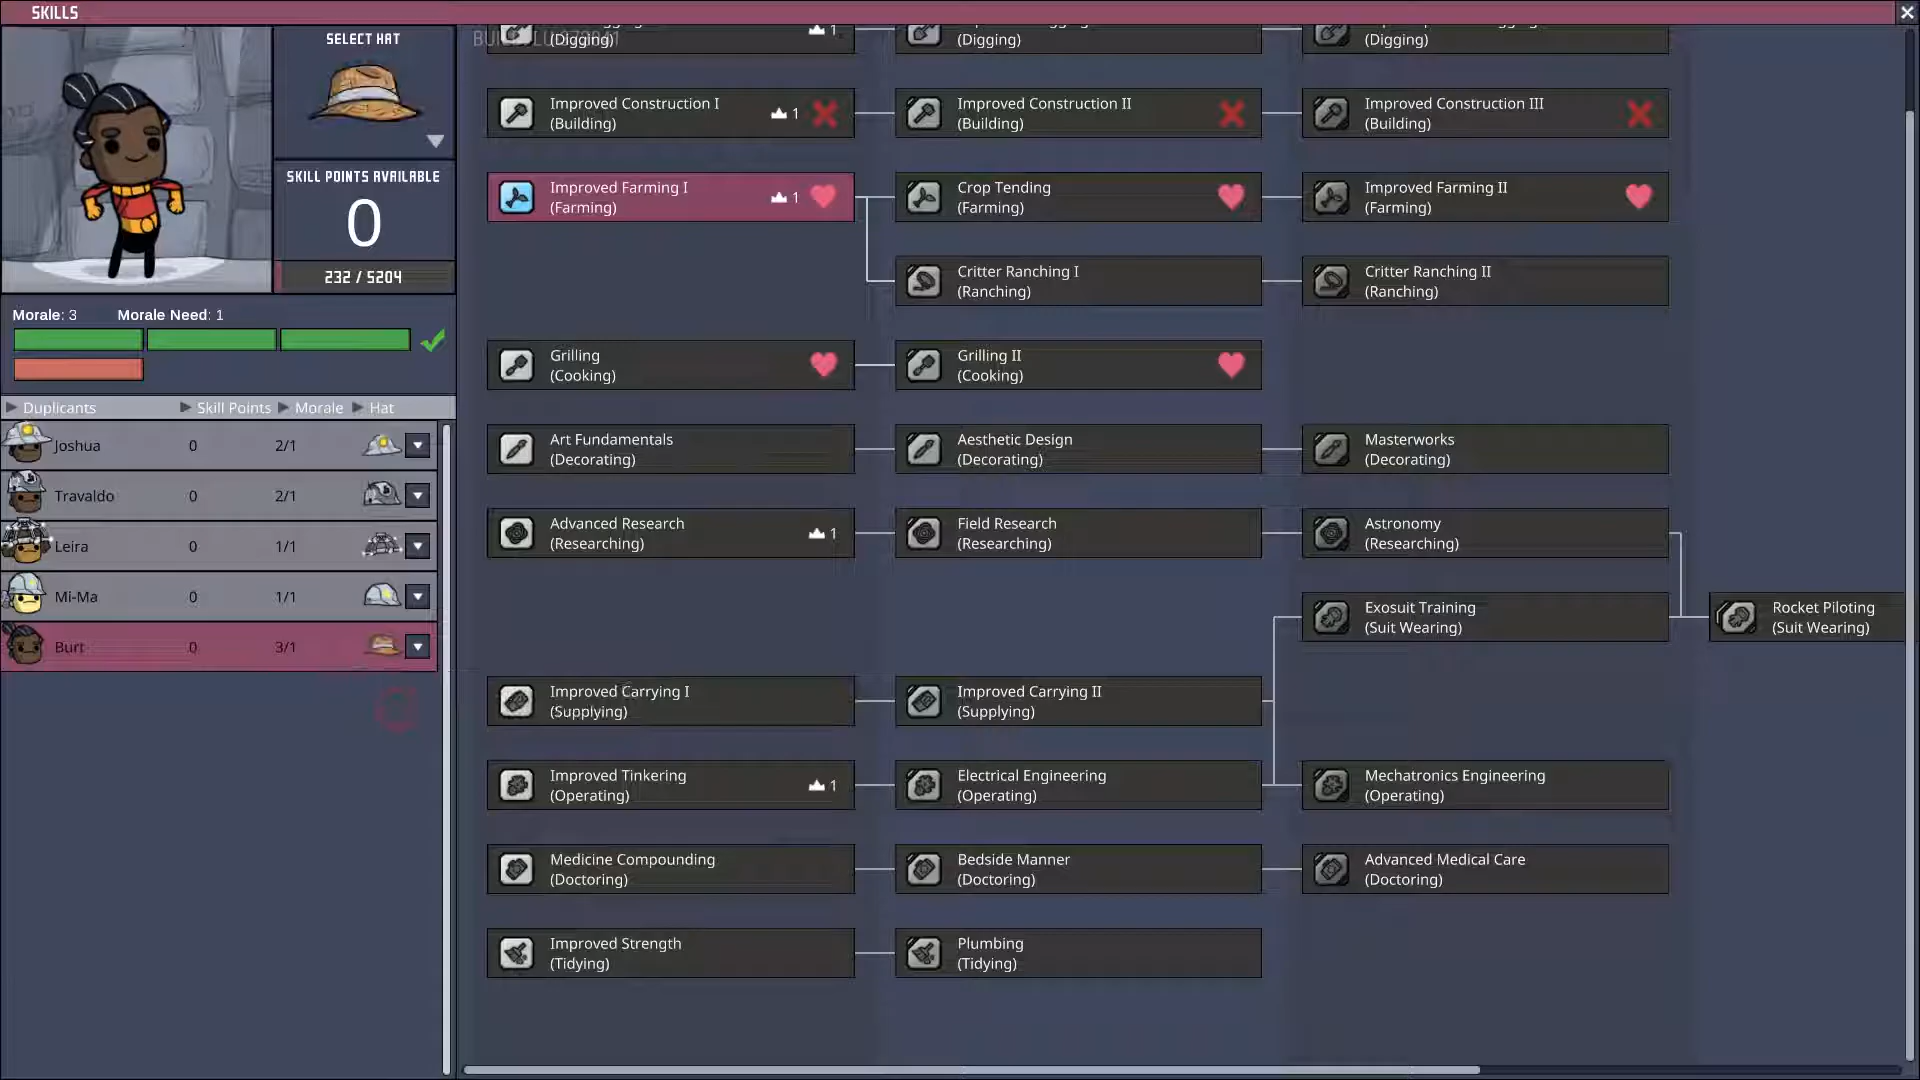 SKILLS
SELECT HAT
SKILL POINTS AVAILABLE
0
232 / 5204
Morale: 3 Morale Need: 1
Duplicants Skill Points Morale Hat
Joshua 0 2/1
Travaldo 0 2/1
Leira 0 1/1
Mi-Ma 0 1/1
Burt 0 3/1
(Digging) 1
(Digging)
(Digging)
Improved Construction I
(Building)
1
Improved Construction II
(Building)
Improved Construction III
(Building)
Improved Farming I
(Farming)
1
Crop Tending
(Farming)
Improved Farming II
(Farming)
Critter Ranching I
(Ranching)
Critter Ranching II
(Ranching)
Grilling
(Cooking)
Grilling II
(Cooking)
Art Fundamentals
(Decorating)
Aesthetic Design
(Decorating)
Masterworks
(Decorating)
Advanced Research
(Researching)
1
Field Research
(Researching)
Astronomy
(Researching)
Exosuit Training
(Suit Wearing)
Rocket Piloting
(Suit Wearing)
Improved Carrying I
(Supplying)
Improved Carrying II
(Supplying)
Improved Tinkering
(Operating)
1
Electrical Engineering
(Operating)
Mechatronics Engineering
(Operating)
Medicine Compounding
(Doctoring)
Bedside Manner
(Doctoring)
Advanced Medical Care
(Doctoring)
Improved Strength
(Tidying)
Plumbing
(Tidying)